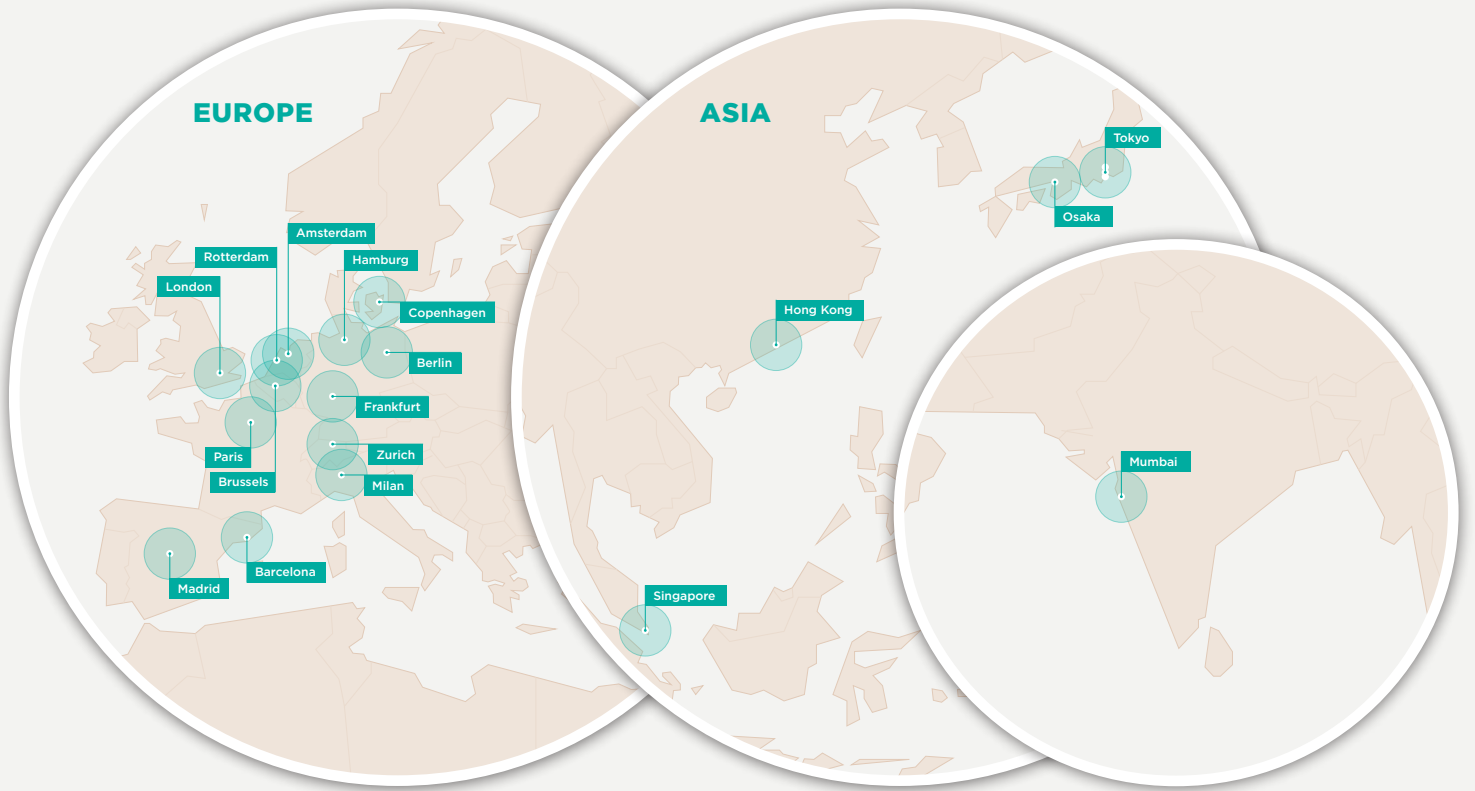 EUROPE
ASIA
Tokyo
Osaka
Amsterdam
Rotterdam
Hamburg
London
Copenhagen
Hong Kong
Berlin
Frankfurt
Paris
Zurich
Brussels
Milan
Mumbai
Barcelona
Madrid
Singapore